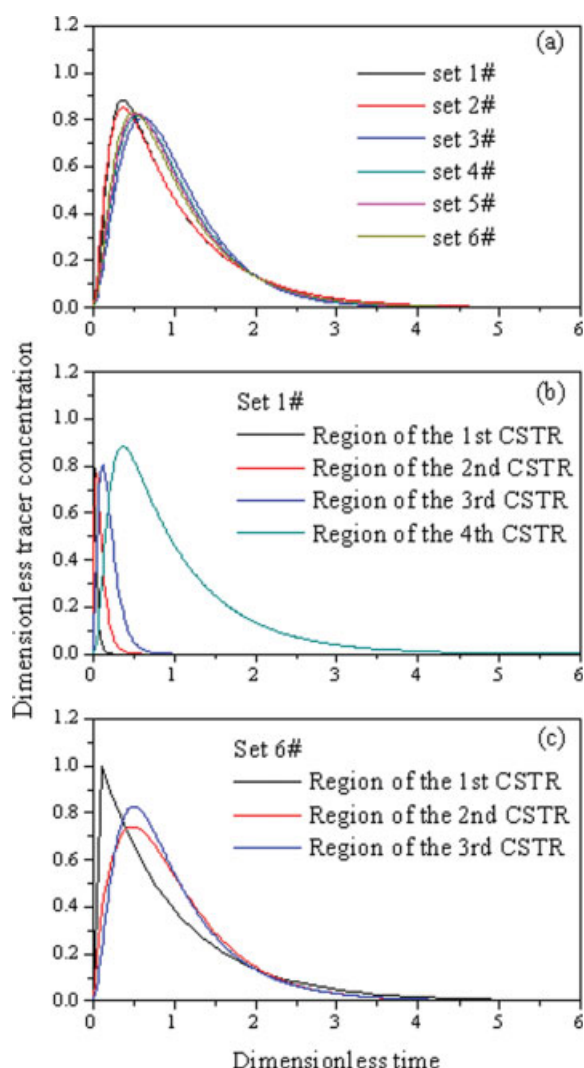 1.2
(a)
1.0
0.8
0.6
0.4
0.2
0.0
set 1#
set 2#
set 3#
set 4#
set 5#
set 6#
0 1 2 3 4 5 6
Dimensionless tracer concentration
1.2
(b)
1.0
0.8
0.6
0.4
0.2
0.0
Set 1#
Region of the 1st CSTR
Region of the 2nd CSTR
Region of the 3rd CSTR
Region of the 4th CSTR
0 1 2 3 4 5 6
1.2
(c)
1.0
0.8
0.6
0.4
0.2
0.0
Set 6#
Region of the 1st CSTR
Region of the 2nd CSTR
Region of the 3rd CSTR
0 1 2 3 4 5 6
Dimensionless time